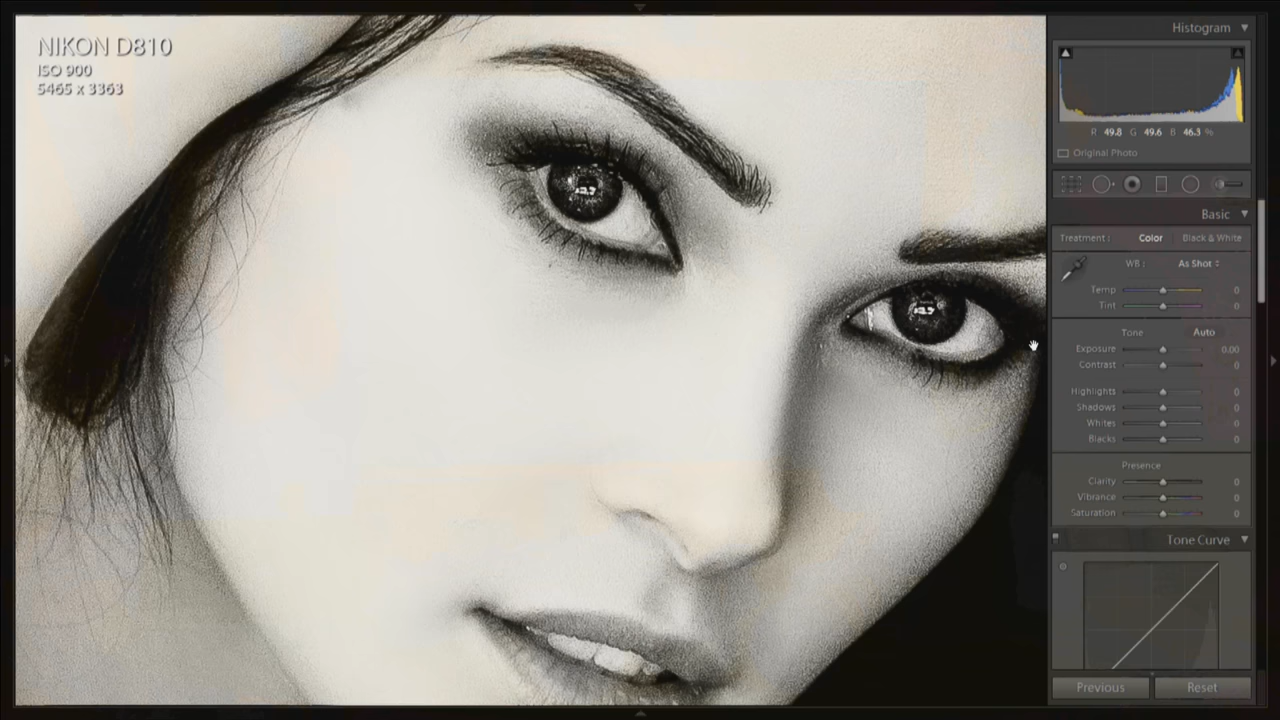 NIKON D810
ISO 900
5465 x 3363
Histogram
R 49.8 G 49.6 B 46.3 %
Original Photo
Basic
Treatment : Color Black & White
WB : As Shot
Temp 0
Tint 0
Tone Auto
Exposure 0.00
Contrast 0
Highlights 0
Shadows 0
Whites 0
Blacks 0
Presence
Clarity 0
Vibrance 0
Saturation 0
Tone Curve
Previous Reset